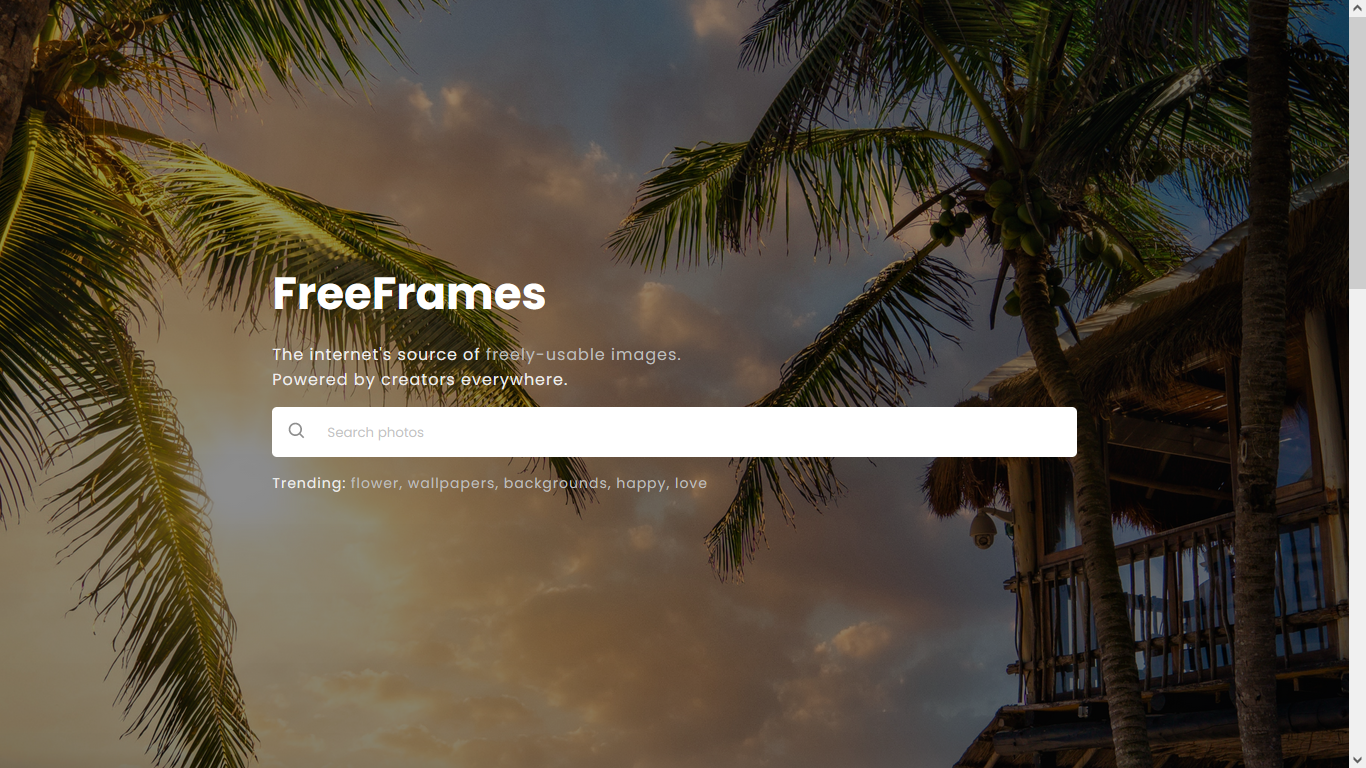 FreeFrames
The internet's source of freely-usable images.
Powered by creators everywhere.
Search photos
Trending: flower, wallpapers, backgrounds, happy, love